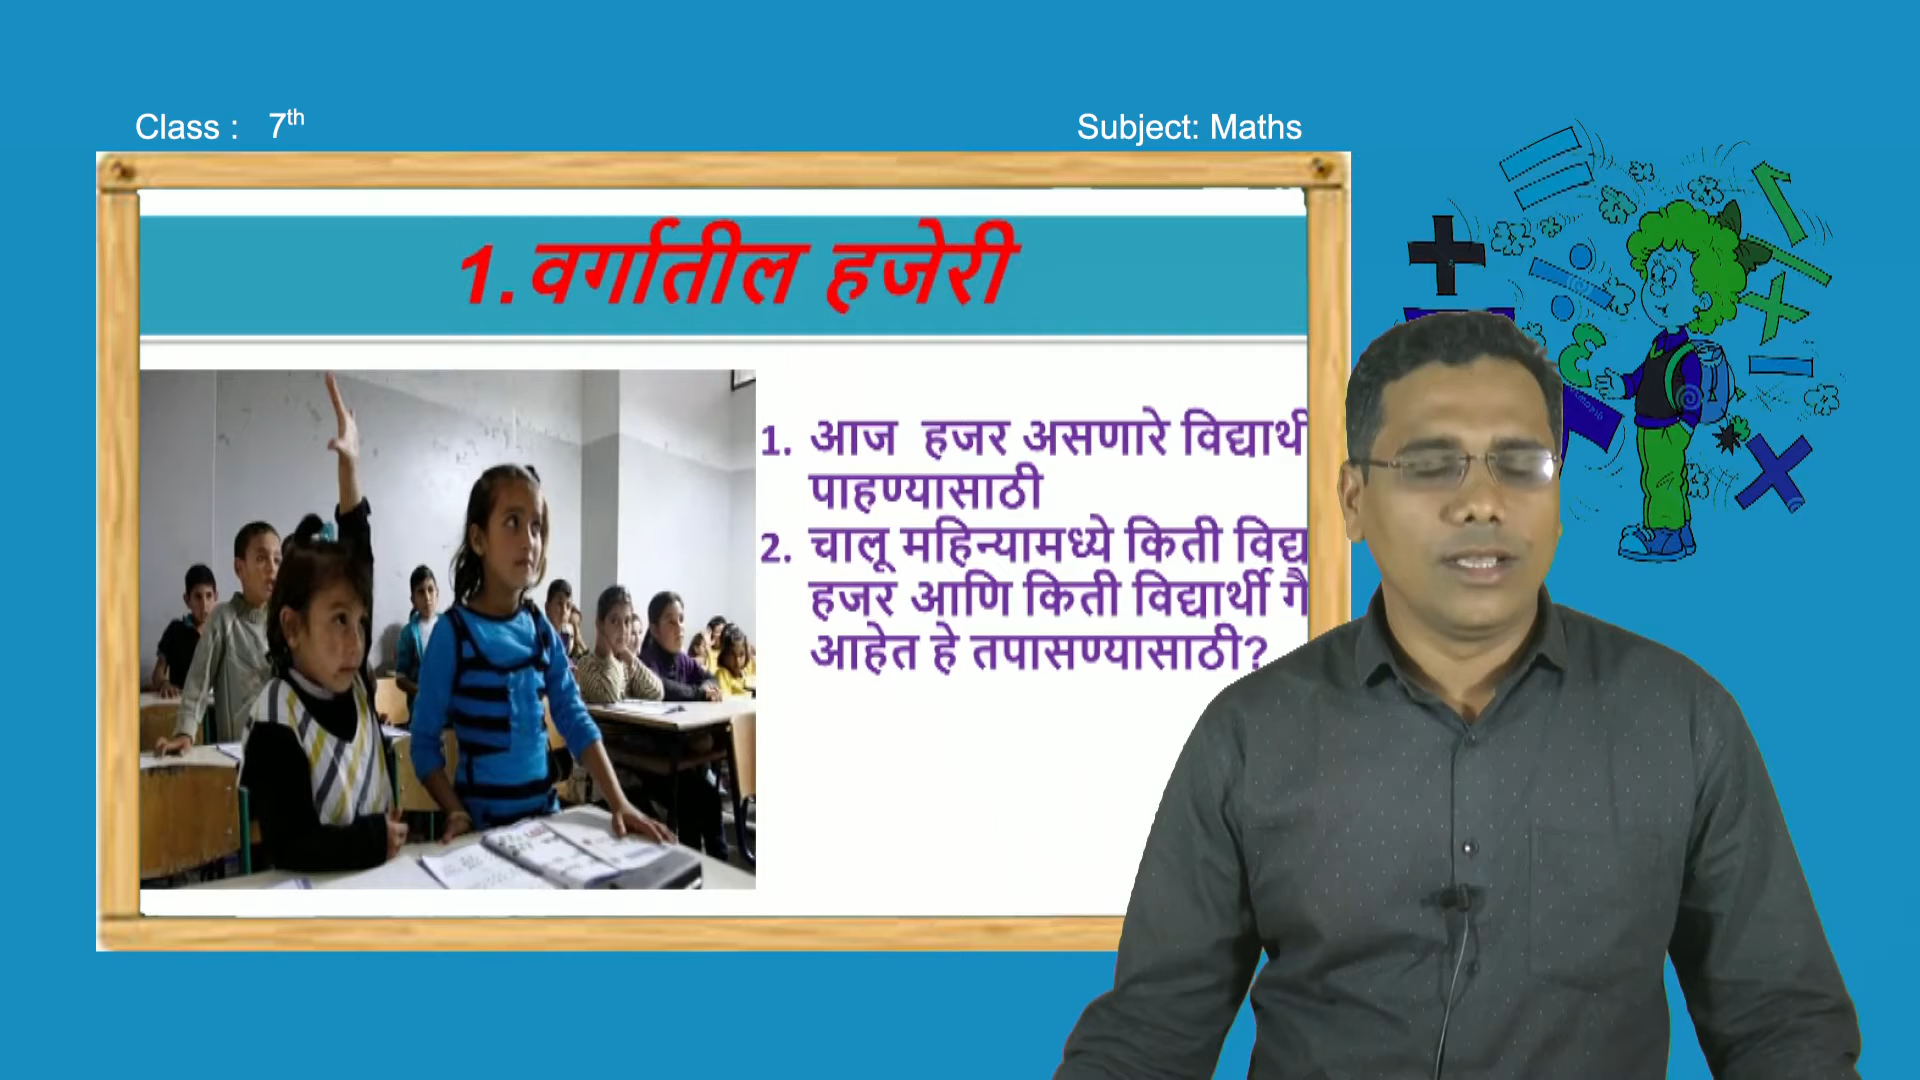 Class : 7th
Subject: Maths
1.वर्गातील हजेरी
1. आज हजर असणारे विद्यार्थी
पाहण्यासाठी
2. चालू महिन्यामध्ये किती
हजर आणि किती विद्यार्थी
आहेत हे तपासण्यासाठी?